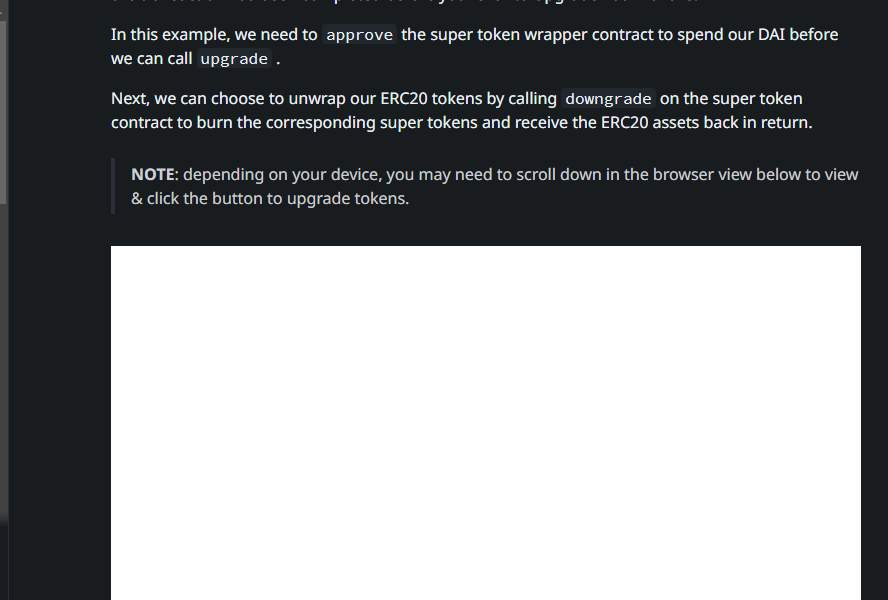 In this example, we need to approve the super token wrapper contract to spend our DAI before
we can call upgrade .
Next, we can choose to unwrap our ERC20 tokens by calling downgrade on the super token
contract to burn the corresponding super tokens and receive the ERC20 assets back in return.
NOTE: depending on your device, you may need to scroll down in the browser view below to view
& click the button to upgrade tokens.